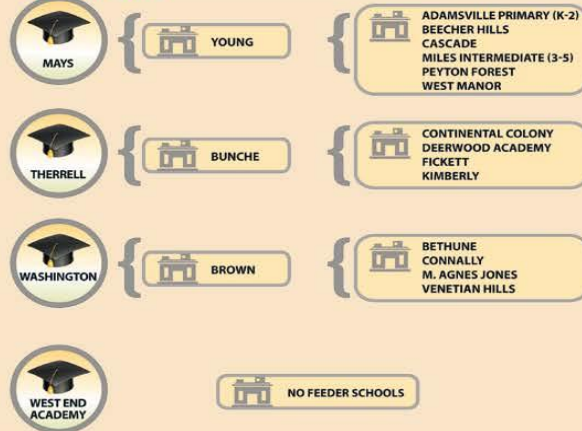 MAYS
YOUNG
ADAMSVILLE PRIMARY (K-2)
BEECHER HILLS
CASCADE
MILES INTERMEDIATE (3-5)
PEYTON FOREST
WEST MANOR
THERRELL
BUNCHE
CONTINENTAL COLONY
DEERWOOD ACADEMY
FICKETT
KIMBERLY
WASHINGTON
BROWN
BETHUNE
CONNALLY
M. AGNES JONES
VENETIAN HILLS
WEST END
ACADEMY
NO FEEDER SCHOOLS